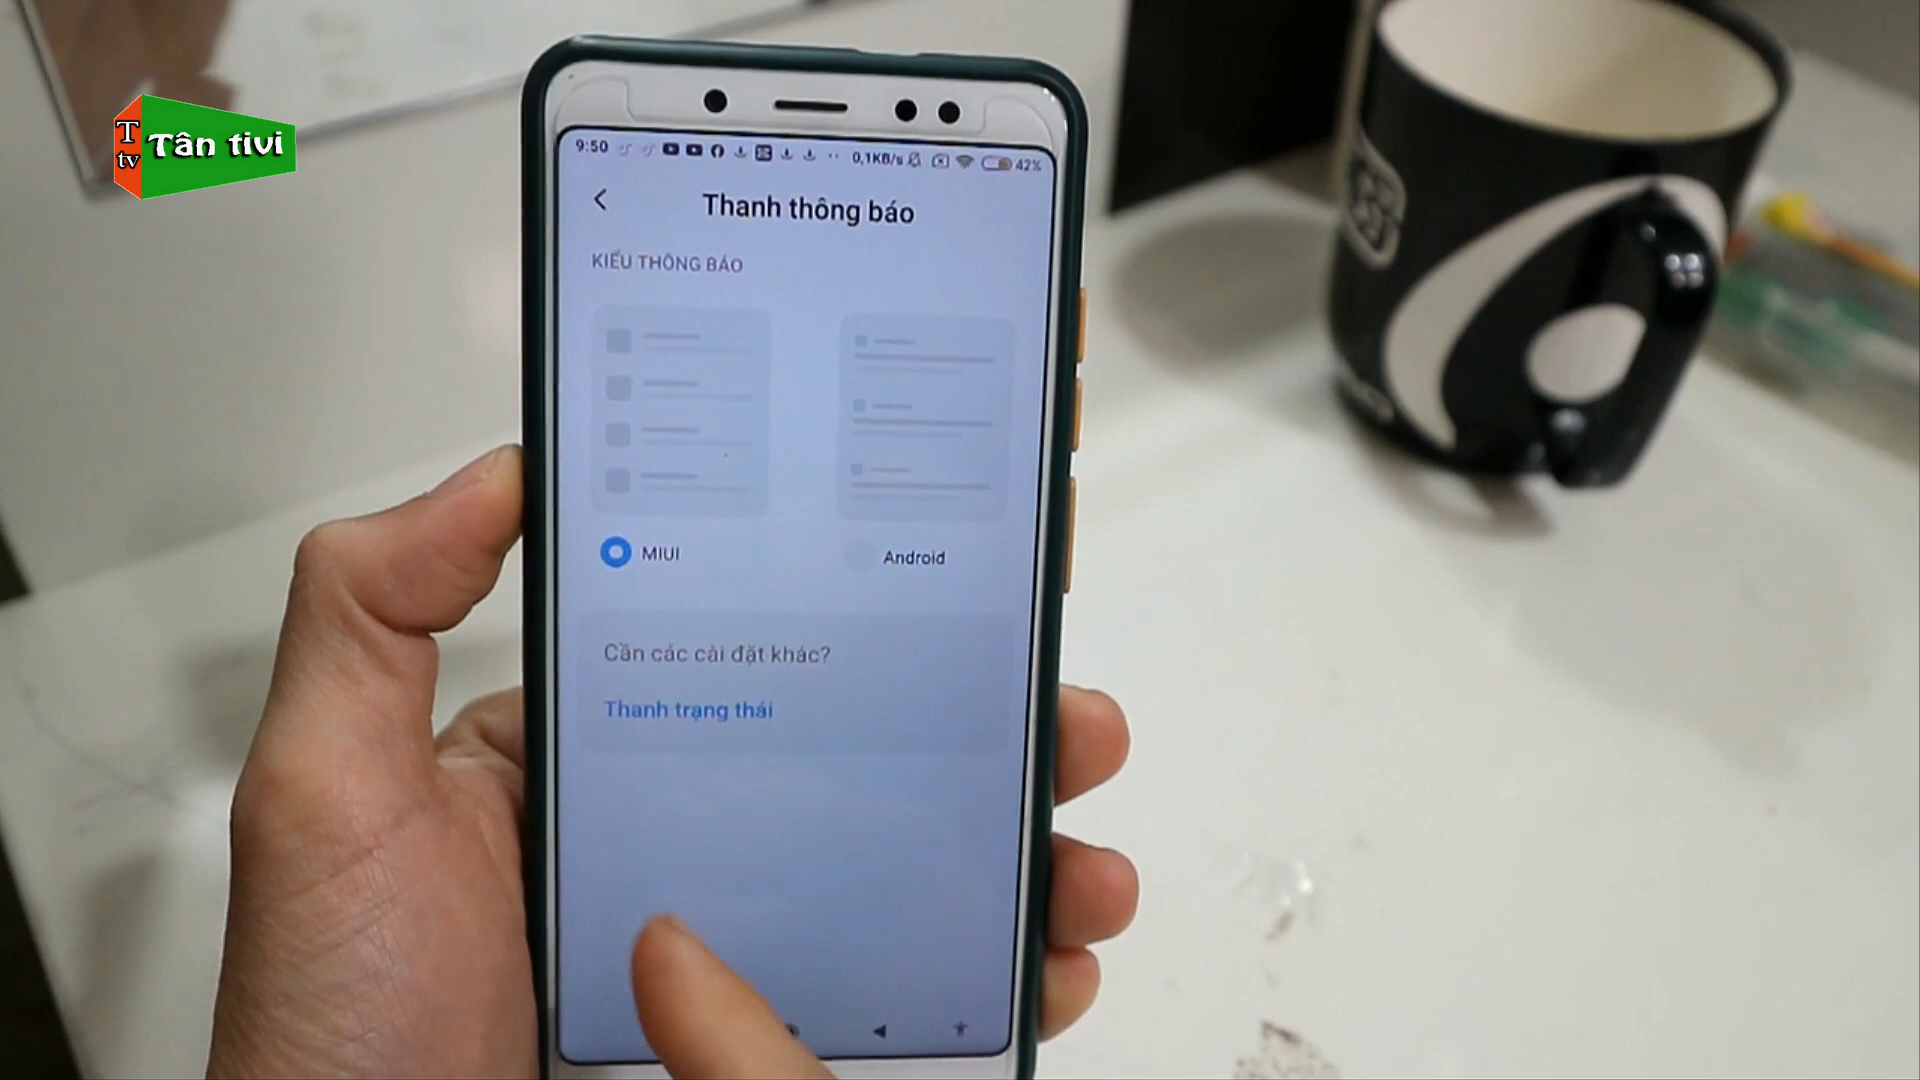 T
tv
Tân tivi
9:50
0,1KB/s
42%
Thanh thông báo
KIỂU THÔNG BÁO
MIUI
Android
Cần các cài đặt khác?
Thanh trạng thái